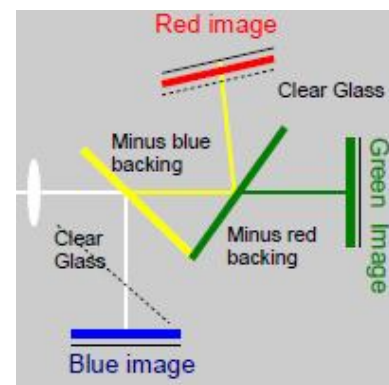 Red image
Clear Glass
Minus blue
backing
Green Image
Clear
Glass
Minus red
backing
Blue image